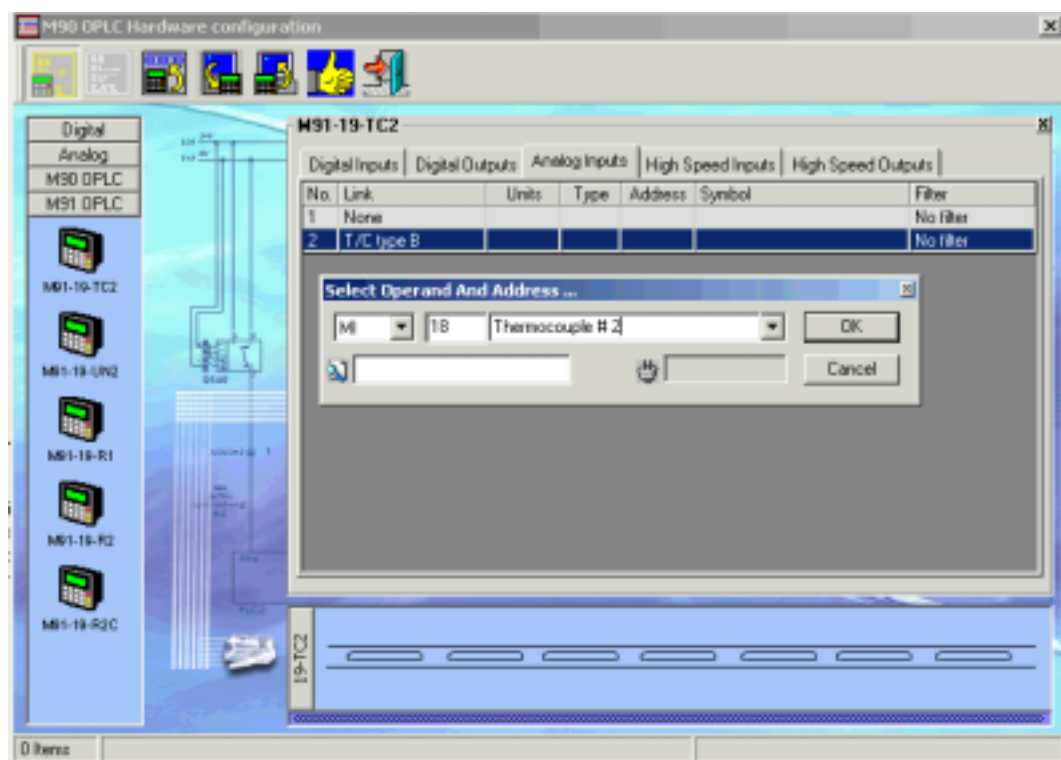 M90 OPLC Hardware configuration
Digital
Analog
M90 OPLC
M91 OPLC
M91-19-TC2
M91-19-UN2
M91-19-R1
M91-19-R2
M91-19-R2C
M91-19-TC2
Digital Inputs Digital Outputs Analog Inputs High Speed Inputs High Speed Outputs
No. Link Units Type Address Symbol Filter
1 None No filter
2 T/C type B No filter
Select Operand And Address ...
MI 18 Thermocouple # 2 OK
Cancel
19-TC2
0 Items